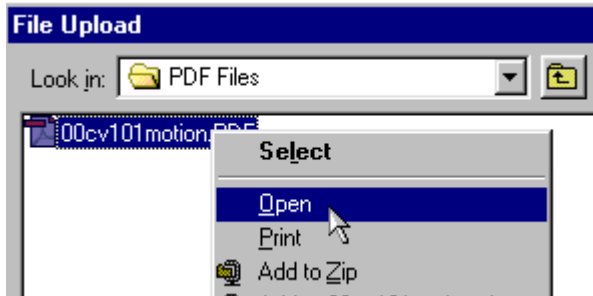 File Upload
Look in: PDF Files
00cv101motion.PDF
Select
Open
Print
Add to Zip